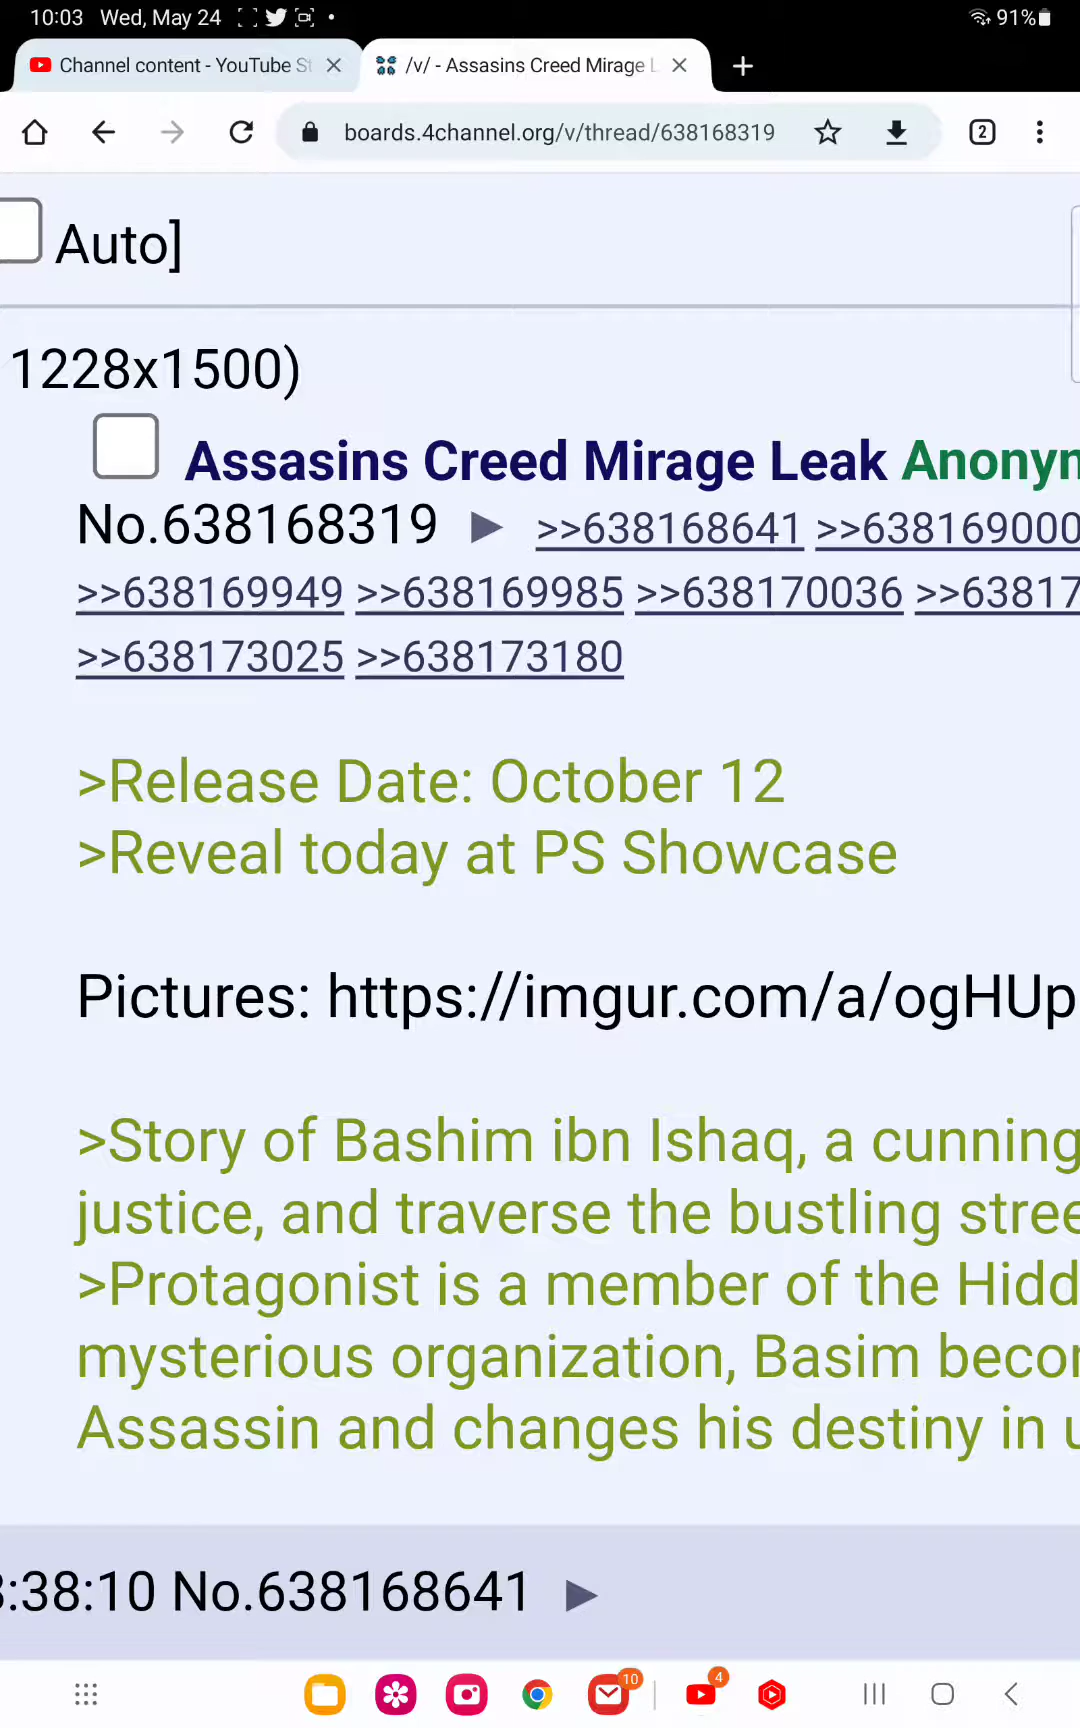 10:03 Wed, May 24
91%
Channel content - YouTube St
/v/ - Assasins Creed Mirage L
boards.4channel.org/v/thread/638168319
2
Auto]
1228x1500)
Assasins Creed Mirage Leak Anonym
No.638168319 ▶ >>638168641 >>638169000
>>638169949 >>638169985 >>638170036 >>63817
>>638173025 >>638173180
>Release Date: October 12
>Reveal today at PS Showcase
Pictures: https://imgur.com/a/ogHUp
>Story of Bashim ibn Ishaq, a cunning
justice, and traverse the bustling stree
>Protagonist is a member of the Hidd
mysterious organization, Basim becom
Assassin and changes his destiny in u
:38:10 No.638168641 ▶
10
4